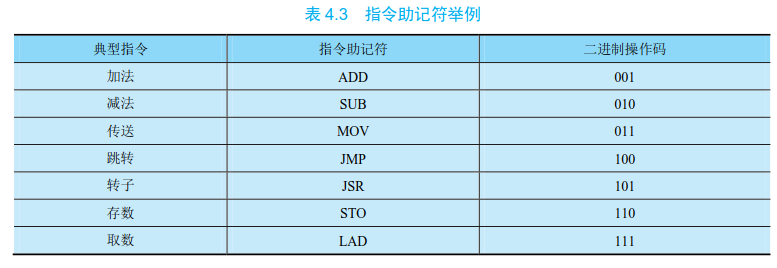 表 4.3 指令助记符举例
典型指令 指令助记符 二进制操作码
加法 ADD 001
减法 SUB 010
传送 MOV 011
跳转 JMP 100
转子 JSR 101
存数 STO 110
取数 LAD 111